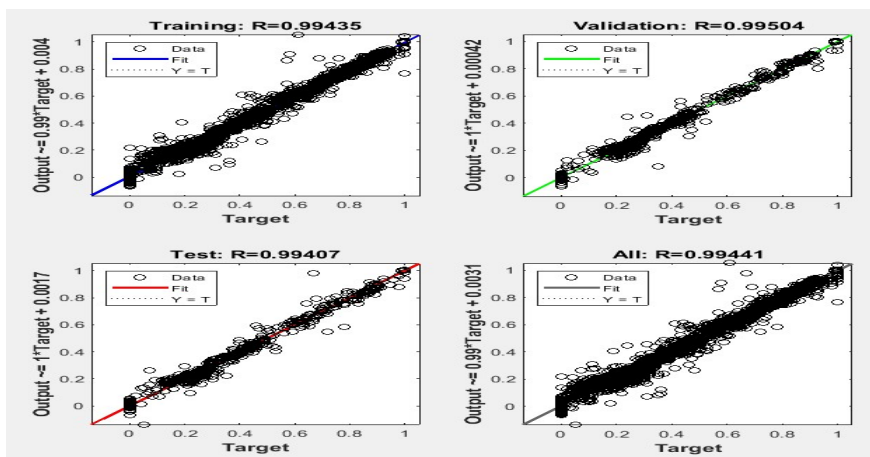 Training: R=0.99435
Output ~= 0.99*Target + 0.004
1
0.8
0.6
0.4
0.2
0
Data
Fit
Y = T
0 0.2 0.4 0.6 0.8 1
Target
Validation: R=0.99504
Output ~= 1*Target + 0.00042
1
0.8
0.6
0.4
0.2
0
Data
Fit
Y = T
0 0.2 0.4 0.6 0.8 1
Target
Test: R=0.99407
Output ~= 1*Target + 0.0017
1
0.8
0.6
0.4
0.2
0
Data
Fit
Y = T
0 0.2 0.4 0.6 0.8 1
Target
All: R=0.99441
Output ~= 0.99*Target + 0.0031
1
0.8
0.6
0.4
0.2
0
Data
Fit
Y = T
0 0.2 0.4 0.6 0.8 1
Target